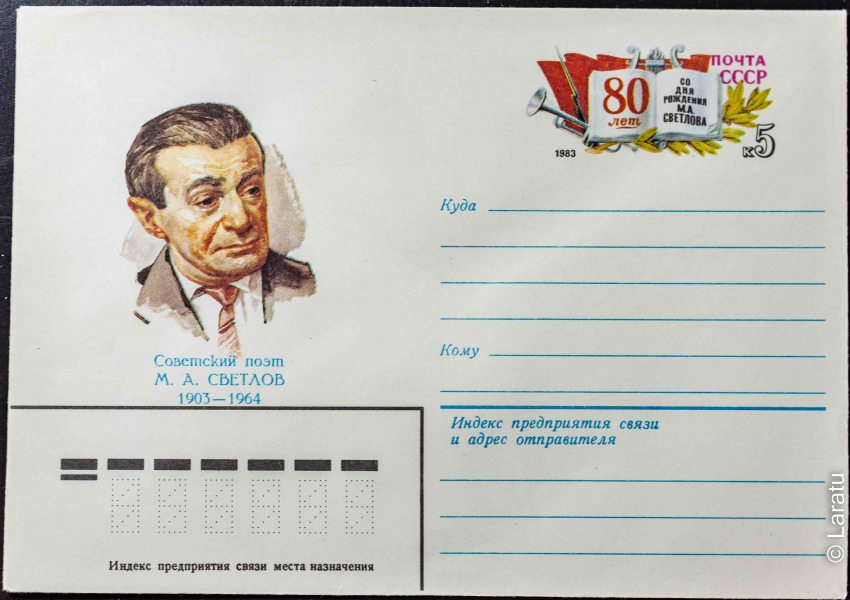 ПОЧТА
СССР
80
лет
СО
ДНЯ
РОЖДЕНИЯ
М.А.
СВЕТЛОВА
1983
к5
Куда
Кому
Советский поэт
М. А. СВЕТЛОВ
1903—1964
Индекс предприятия связи
и адрес отправителя
Индекс предприятия связи места назначения
© Laratu